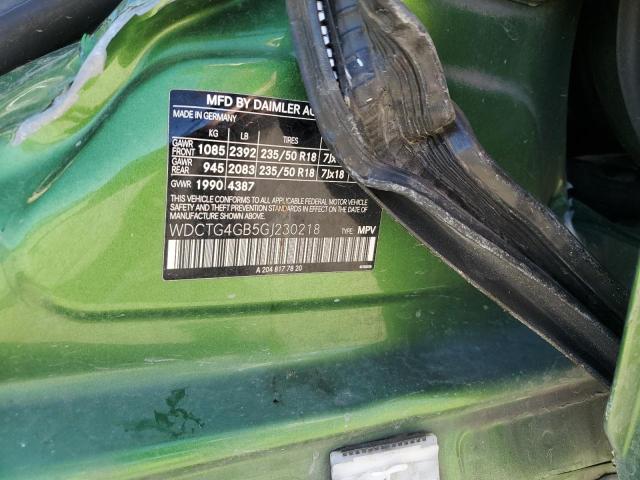 MFD BY DAIMLER AG
MADE IN GERMANY
KG LB TIRES
GAWR FRONT 1085 2392 235/50 R18
GAWR REAR 945 2083 235/50 R18 7Jx18
GVWR 1990 4387
THIS VEHICLE CONFORMS TO ALL APPLICABLE FEDERAL MOTOR VEHICLE
SAFETY AND THEFT PREVENTION STANDARDS IN EFFECT ON THE DATE OF
MANUFACTURE SHOWN ABOVE.
WDCTG4GB5GJ230218 TYPE: MPV
A 204 817 78 20